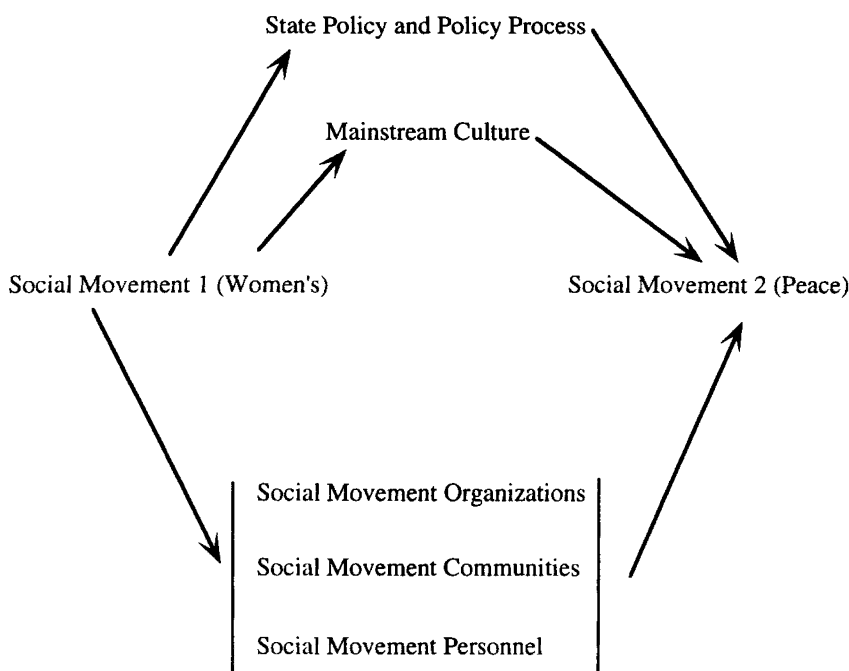 State Policy and Policy Process
Mainstream Culture
Social Movement 1 (Women's)
Social Movement 2 (Peace)
Social Movement Organizations
Social Movement Communities
Social Movement Personnel